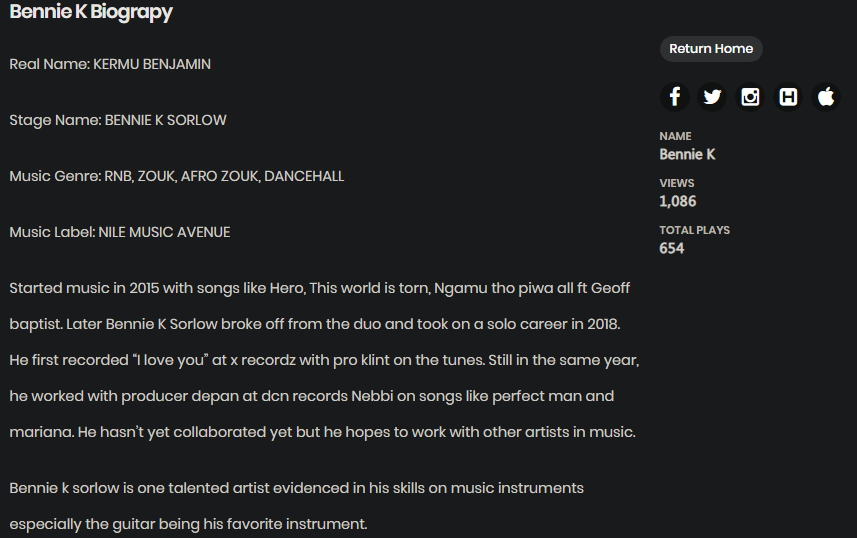 Bennie K Biograpy
Real Name: KERMU BENJAMIN
Stage Name: BENNIE K SORLOW
Music Genre: RNB, ZOUK, AFRO ZOUK, DANCEHALL
Music Label: NILE MUSIC AVENUE
Started music in 2015 with songs like Hero, This world is torn, Ngamu tho piwa all ft Geoff
baptist. Later Bennie K Sorlow broke off from the duo and took on a solo career in 2018.
He first recorded “I love you” at x recordz with pro klint on the tunes. Still in the same year,
he worked with producer depan at dcn records Nebbi on songs like perfect man and
mariana. He hasn’t yet collaborated yet but he hopes to work with other artists in music.
Bennie k sorlow is one talented artist evidenced in his skills on music instruments
especially the guitar being his favorite instrument.
Return Home
NAME
Bennie K
VIEWS
1,086
TOTAL PLAYS
654